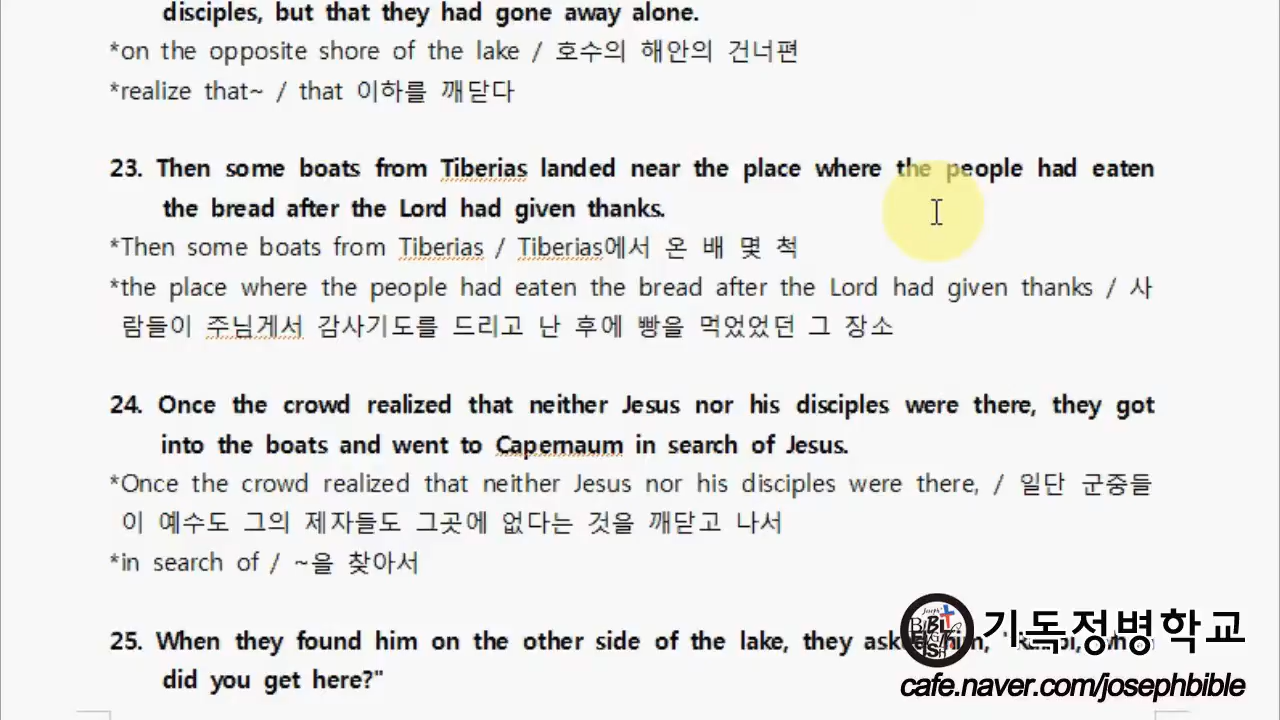 disciples, but that they had gone away alone.
*on the opposite shore of the lake / 호수의 해안의 건너편
*realize that~ / that 이하를 깨닫다
23. Then some boats from Tiberias landed near the place where the people had eaten
the bread after the Lord had given thanks.
*Then some boats from Tiberias / Tiberias에서 온 배 몇 척
*the place where the people had eaten the bread after the Lord had given thanks / 사
람들이 주님게서 감사기도를 드리고 난 후에 빵을 먹었었던 그 장소
24. Once the crowd realized that neither Jesus nor his disciples were there, they got
into the boats and went to Capernaum in search of Jesus.
*Once the crowd realized that neither Jesus nor his disciples were there, / 일단 군중들
이 예수도 그의 제자들도 그곳에 없다는 것을 깨닫고 나서
*in search of / ~을 찾아서
25. When they found him on the other side of the lake, they asked him,
did you get here?"
기독정병학교
cafe.naver.com/josephbible